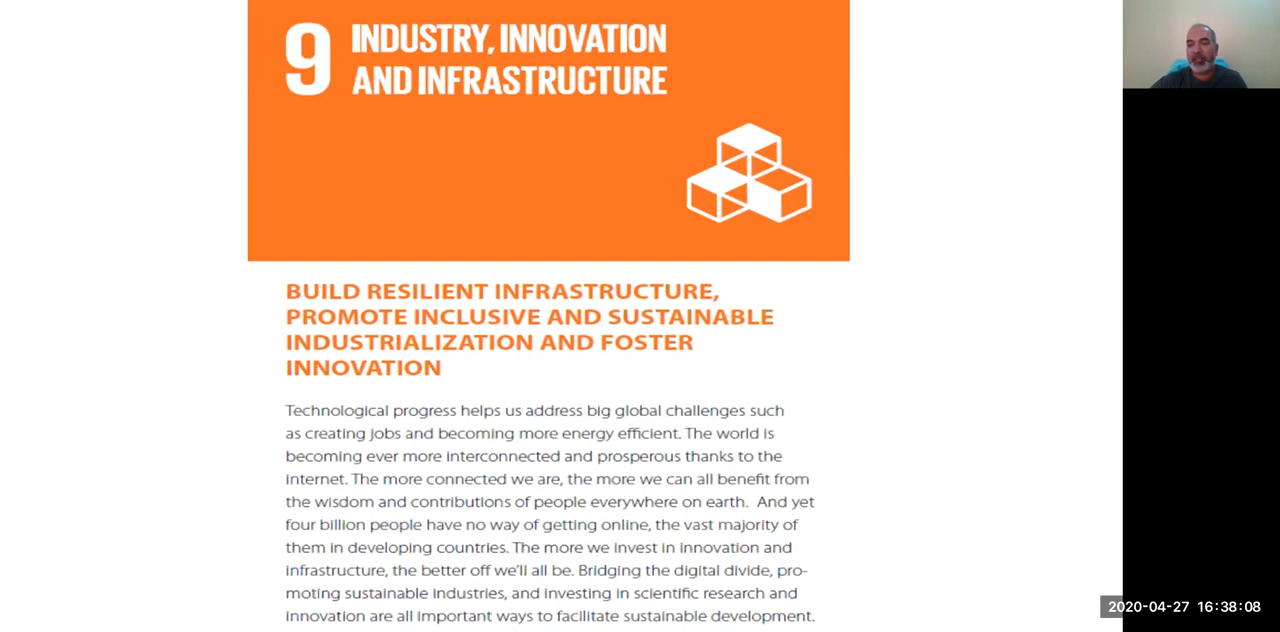 9
INDUSTRY, INNOVATION
AND INFRASTRUCTURE
BUILD RESILIENT INFRASTRUCTURE,
PROMOTE INCLUSIVE AND SUSTAINABLE
INDUSTRIALIZATION AND FOSTER
INNOVATION
Technological progress helps us address big global challenges such
as creating jobs and becoming more energy efficient. The world is
becoming ever more interconnected and prosperous thanks to the
internet. The more connected we are, the more we can all benefit from
the wisdom and contributions of people everywhere on earth. And yet
four billion people have no way of getting online, the vast majority of
them in developing countries. The more we invest in innovation and
infrastructure, the better off we'll all be. Bridging the digital divide, pro-
moting sustainable industries, and investing in scientific research and
innovation are all important ways to facilitate sustainable development.
2020-04-27 16:38:08